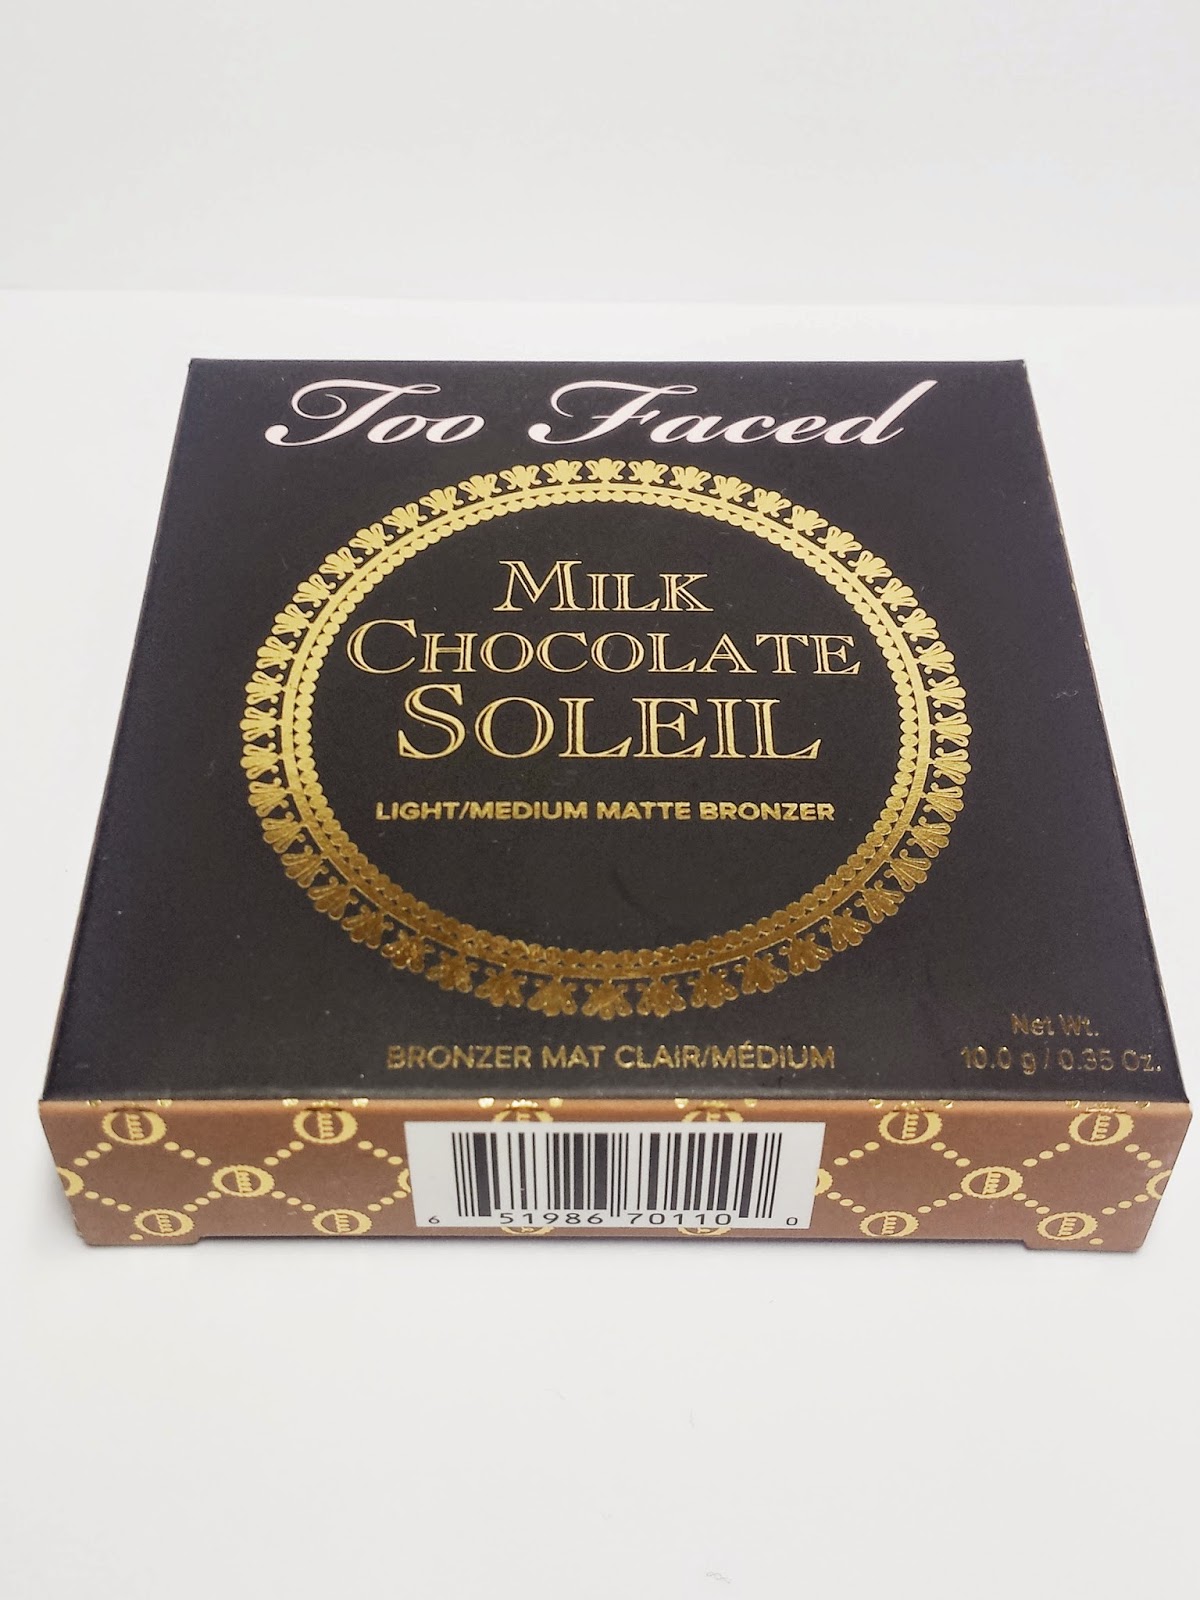 Too Faced
MILK
CHOCOLATE
SOLEIL
LIGHT/MEDIUM MATTE BRONZER
BRONZER MAT CLAIR/MÉDIUM
Net Wt.
10.0 g / 0.35 Oz.
6 51986 70110 0